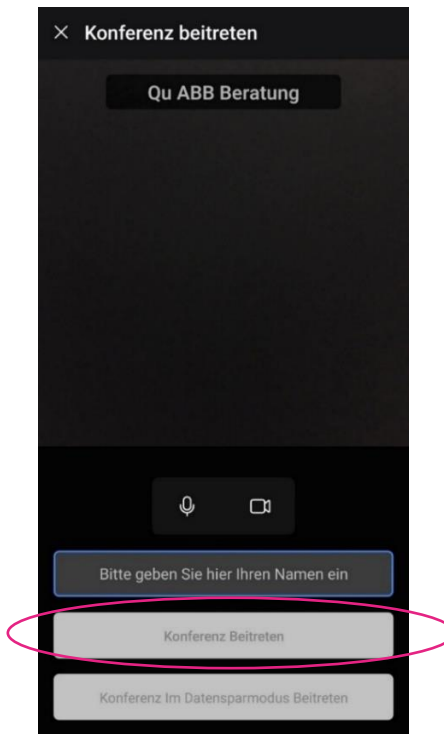 Konferenz beitreten
Qu ABB Beratung
Bitte geben Sie hier Ihren Namen ein
Konferenz Beitreten
Konferenz Im Datensparmodus Beitreten